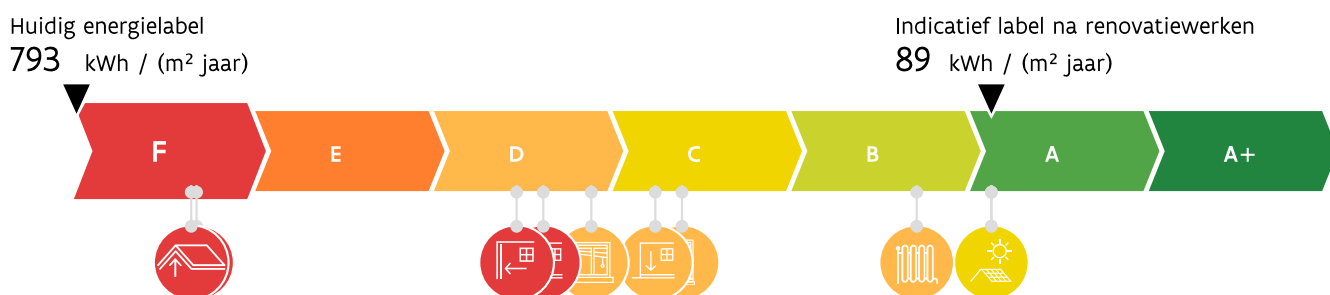 Huidig energielabel
793 kWh / (m² jaar)
Indicatief label na renovatiewerken
89 kWh / (m² jaar)
F E D C B A A+